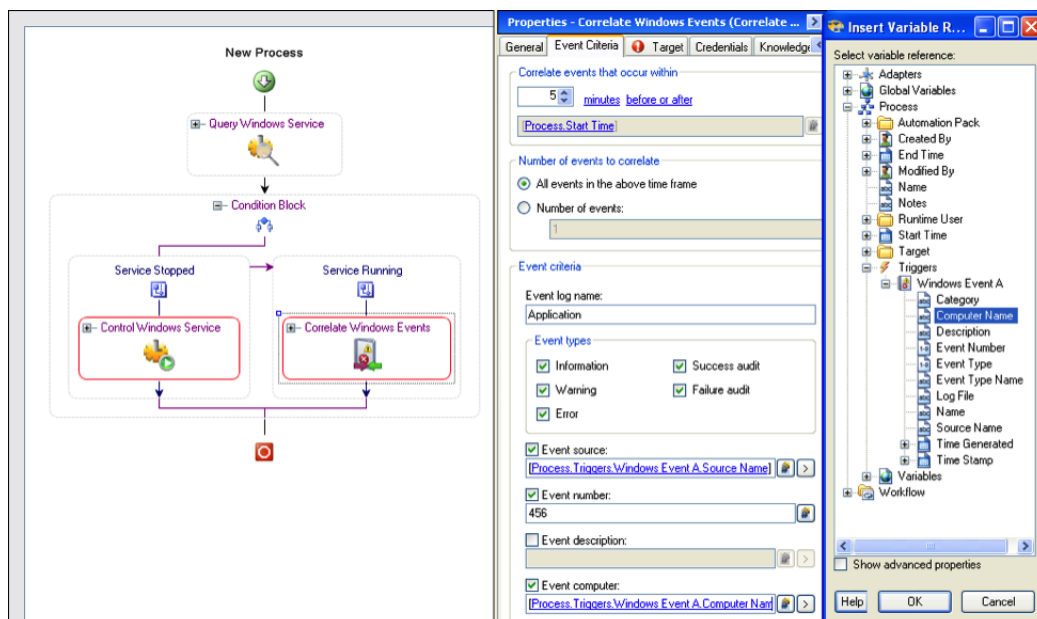 New Process
Query Windows Service
Condition Block
Service Stopped
Service Running
Control Windows Service
Correlate Windows Events
Properties - Correlate Windows Events (Correlate ...
General Event Criteria Target Credentials Knowledge
Correlate events that occur within
5 minutes before or after
[Process.Start Time]
Number of events to correlate
All events in the above time frame
Number of events:
1
Event criteria
Event log name:
Application
Event types
Information Success audit
Warning Failure audit
Error
Event source:
[Process.Triggers.Windows Event A.Source Name]
Event number:
456
Event description:
Event computer:
[Process.Triggers.Windows Event A.Computer Nam
Insert Variable R...
Select variable reference:
Adapters
Global Variables
Process
Automation Pack
Created By
End Time
Modified By
Name
Notes
Runtime User
Start Time
Target
Triggers
Windows Event A
Category
Computer Name
Description
Event Number
Event Type
Event Type Name
Log File
Name
Source Name
Time Generated
Time Stamp
Variables
Workflow
Show advanced properties
Help OK Cancel